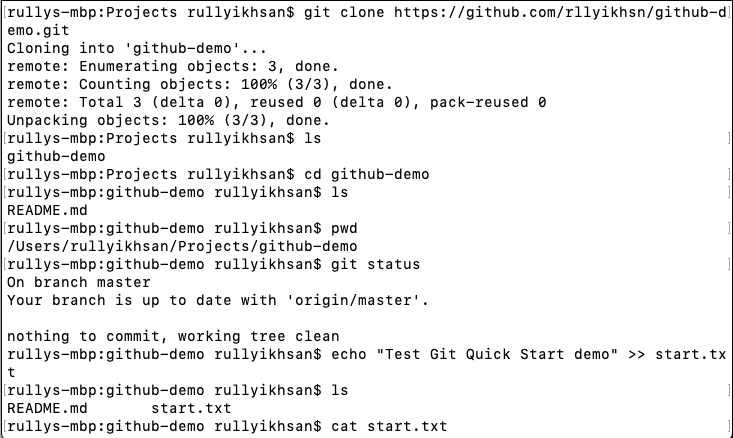 [rullys-mbp:Projects rullyikhsan$ git clone https://github.com/rllyikhsn/github-d]
emo.git
Cloning into 'github-demo'...
remote: Enumerating objects: 3, done.
remote: Counting objects: 100% (3/3), done.
remote: Total 3 (delta 0), reused 0 (delta 0), pack-reused 0
Unpacking objects: 100% (3/3), done.
[rullys-mbp:Projects rullyikhsan$ ls ]
github-demo
[rullys-mbp:Projects rullyikhsan$ cd github-demo ]
[rullys-mbp:github-demo rullyikhsan$ ls ]
README.md
[rullys-mbp:github-demo rullyikhsan$ pwd ]
/Users/rullyikhsan/Projects/github-demo
[rullys-mbp:github-demo rullyikhsan$ git status ]
On branch master
Your branch is up to date with 'origin/master'.
nothing to commit, working tree clean
rullys-mbp:github-demo rullyikhsan$ echo "Test Git Quick Start demo" >> start.tx
t
[rullys-mbp:github-demo rullyikhsan$ ls ]
README.md start.txt
[rullys-mbp:github-demo rullyikhsan$ cat start.txt ]